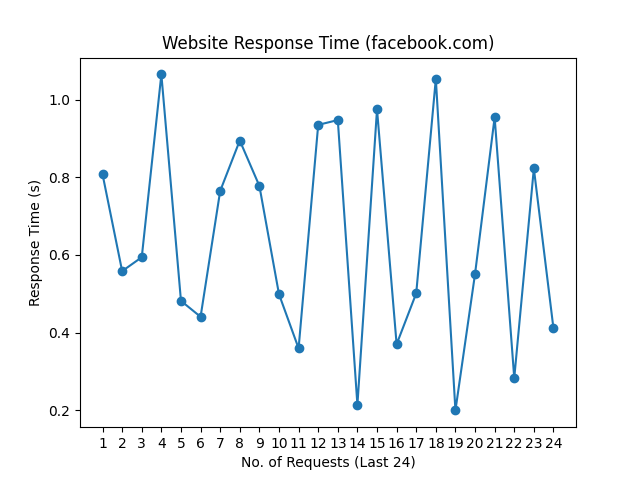 Website Response Time (facebook.com)
Response Time (s)
1.0
0.8
0.6
0.4
0.2
1 2 3 4 5 6 7 8 9 10 11 12 13 14 15 16 17 18 19 20 21 22 23 24
No. of Requests (Last 24)